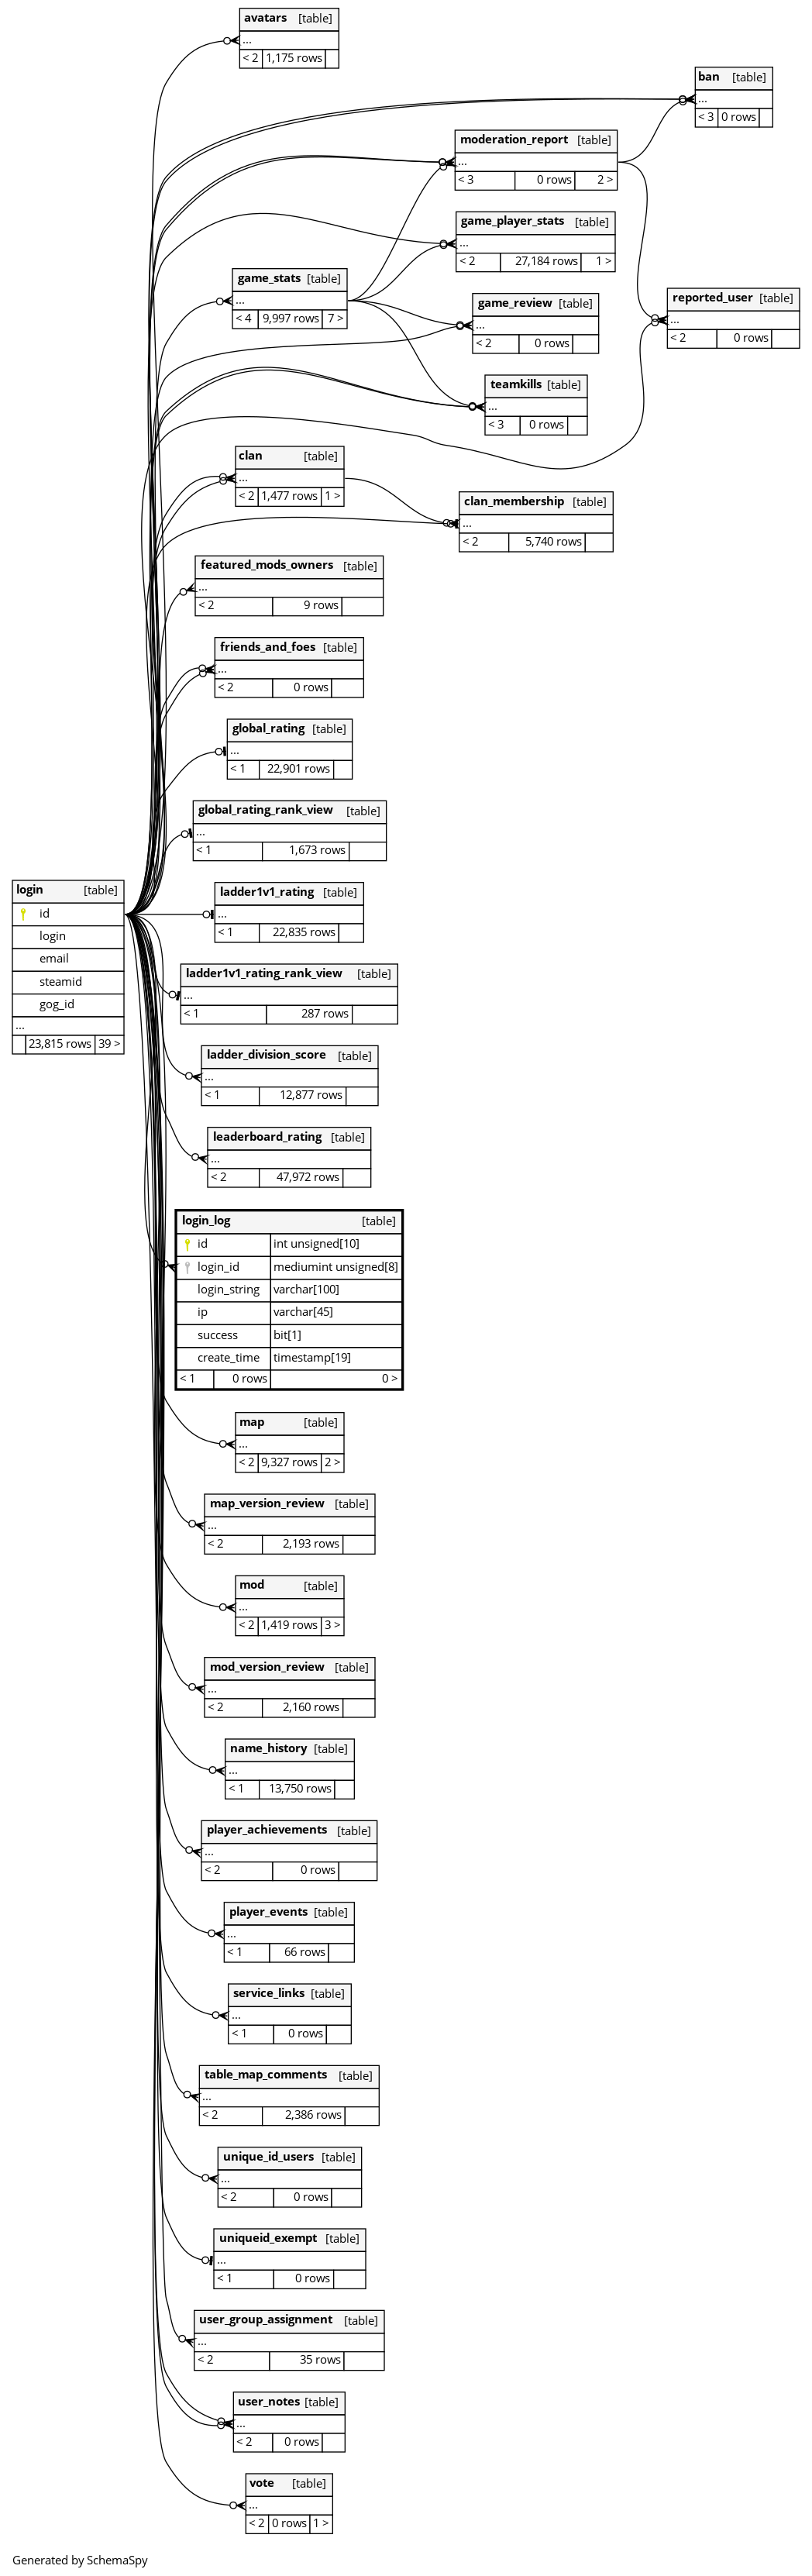 avatars [table]
...
< 2 1,175 rows
ban [table]
...
< 3 0 rows
moderation_report [table]
...
< 3 0 rows 2 >
game_player_stats [table]
...
< 2 27,184 rows 1 >
game_stats [table]
...
< 4 9,997 rows 7 >
game_review [table]
...
< 2 0 rows
reported_user [table]
...
< 2 0 rows
teamkills [table]
...
< 3 0 rows
clan [table]
...
< 2 1,477 rows 1 >
clan_membership [table]
...
< 2 5,740 rows
featured_mods_owners [table]
...
< 2 9 rows
friends_and_foes [table]
...
< 2 0 rows
global_rating [table]
...
< 1 22,901 rows
global_rating_rank_view [table]
...
< 1 1,673 rows
login [table]
id
login
email
steamid
gog_id
...
23,815 rows 39 >
ladder1v1_rating [table]
...
< 1 22,835 rows
ladder1v1_rating_rank_view [table]
...
< 1 287 rows
ladder_division_score [table]
...
< 1 12,877 rows
leaderboard_rating [table]
...
< 2 47,972 rows
login_log [table]
id int unsigned[10]
login_id mediumint unsigned[8]
login_string varchar[100]
ip varchar[45]
success bit[1]
create_time timestamp[19]
< 1 0 rows 0 >
map [table]
...
< 2 9,327 rows 2 >
map_version_review [table]
...
< 2 2,193 rows
mod [table]
...
< 2 1,419 rows 3 >
mod_version_review [table]
...
< 2 2,160 rows
name_history [table]
...
< 1 13,750 rows
player_achievements [table]
...
< 2 0 rows
player_events [table]
...
< 1 66 rows
service_links [table]
...
< 1 0 rows
table_map_comments [table]
...
< 2 2,386 rows
unique_id_users [table]
...
< 2 0 rows
uniqueid_exempt [table]
...
< 1 0 rows
user_group_assignment [table]
...
< 2 35 rows
user_notes [table]
...
< 2 0 rows
vote [table]
...
< 2 0 rows 1 >
Generated by SchemaSpy